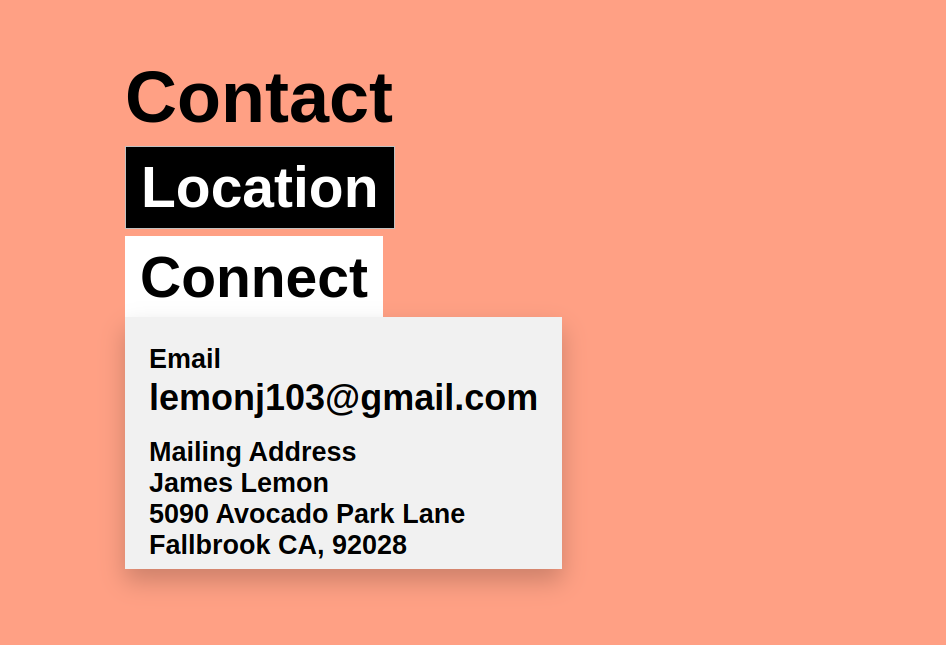 Contact
Location
Connect
Email
lemonj103@gmail.com
Mailing Address
James Lemon
5090 Avocado Park Lane
Fallbrook CA, 92028